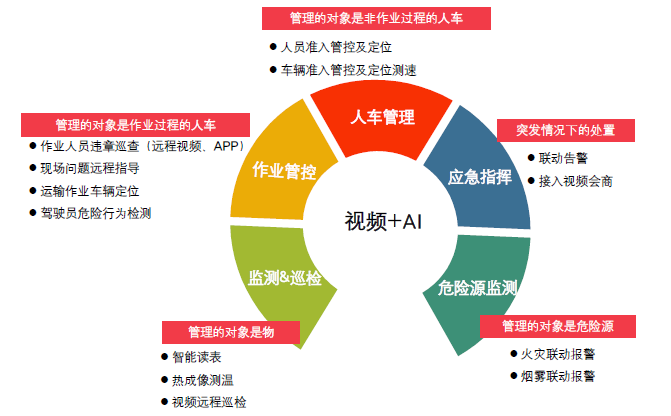 管理的对象是非作业过程的人车
● 人员准入管控及定位
● 车辆准入管控及定位测速
人车管理
管理的对象是作业过程的人车
● 作业人员违章巡查（远程视频、APP）
● 现场问题远程指导
● 运输作业车辆定位
● 驾驶员危险行为检测
作业管控
突发情况下的处置
● 联动告警
● 接入视频会商
应急指挥
视频+AI
监测&巡检
危险源监测
管理的对象是物
● 智能读表
● 热成像测温
● 视频远程巡检
管理的对象是危险源
● 火灾联动报警
● 烟雾联动报警